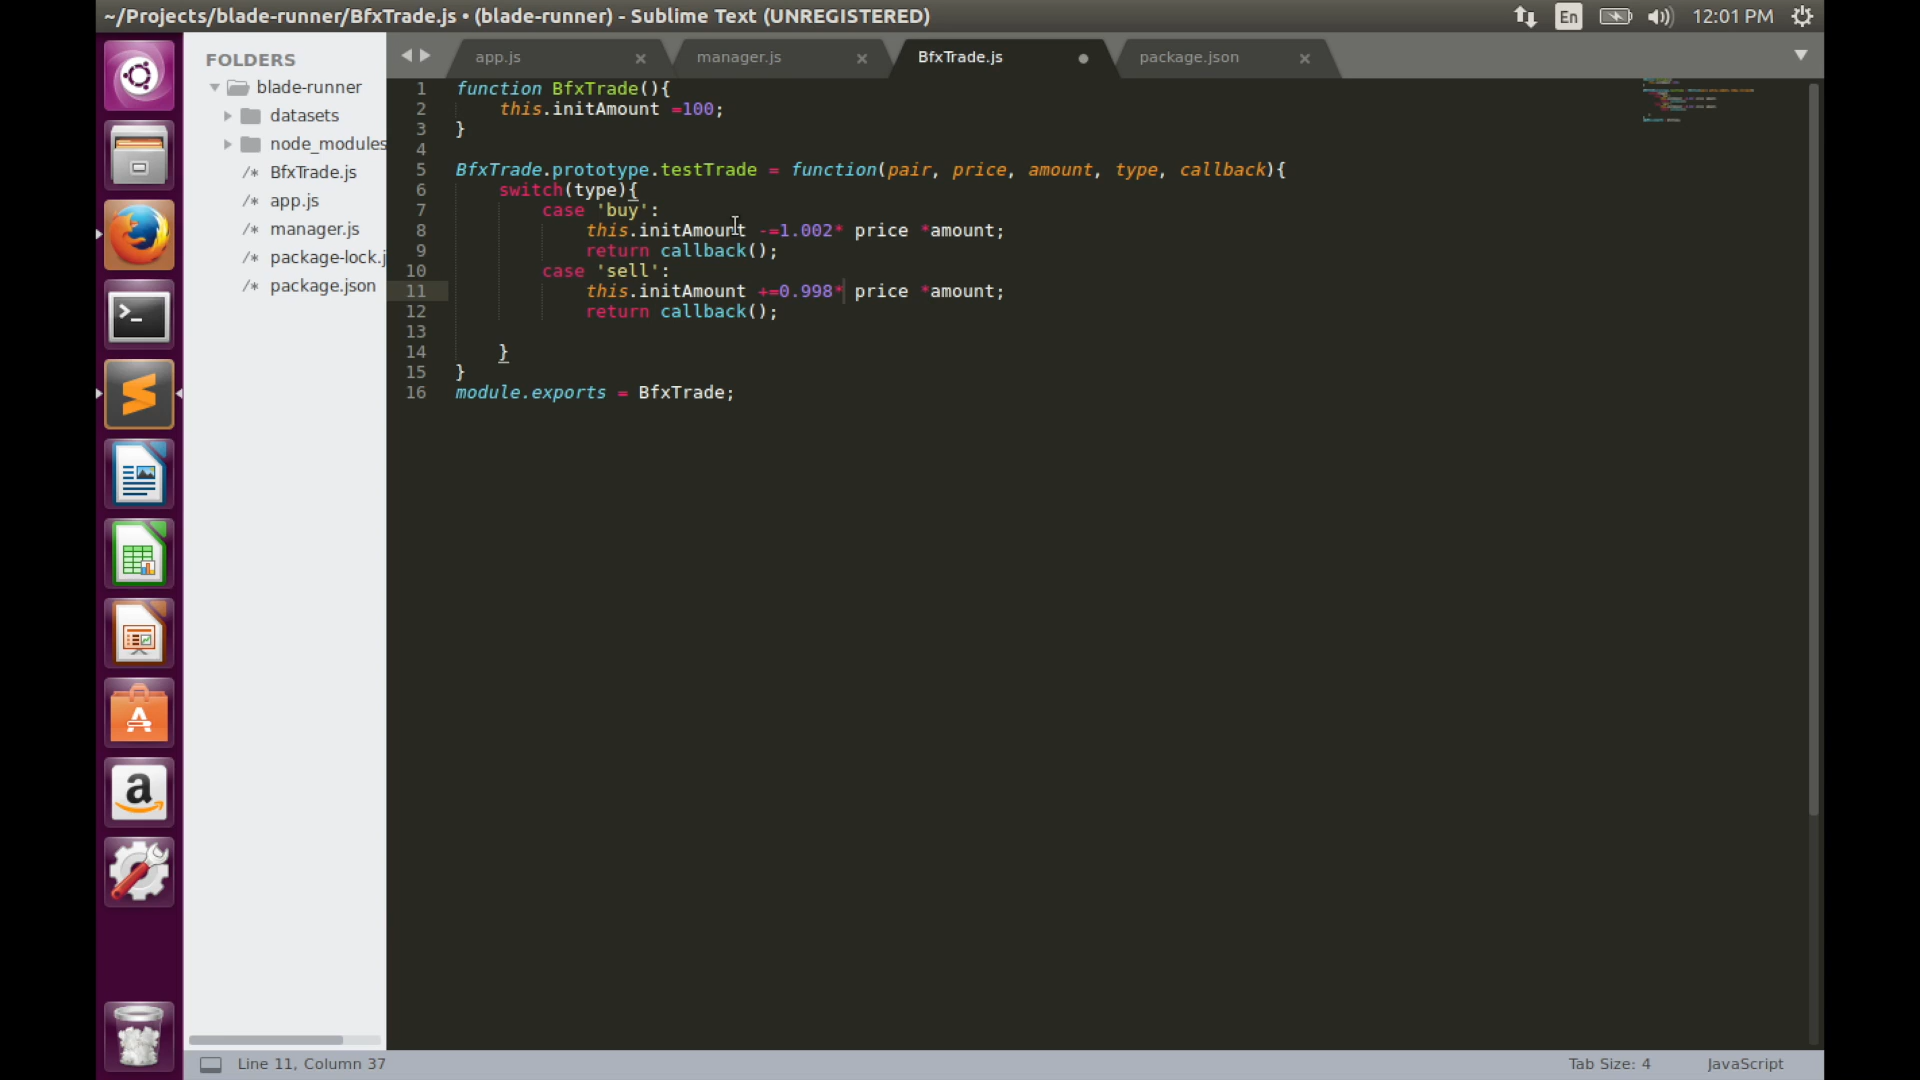 ~/Projects/blade-runner/BfxTrade.js • (blade-runner) - Sublime Text (UNREGISTERED)
En
12:01 PM
FOLDERS
blade-runner
datasets
node_modules
/* BfxTrade.js
/* app.js
/* manager.js
/* package-lock.j
/* package.json
app.js
manager.js
BfxTrade.js
package.json
1 function BfxTrade(){
2 this.initAmount =100;
3 }
4
5 BfxTrade.prototype.testTrade = function(pair, price, amount, type, callback){
6 switch(type){
7 case 'buy':
8 this.initAmount -=1.002* price *amount;
9 return callback();
10 case 'sell':
11 this.initAmount +=0.998* price *amount;
12 return callback();
13
14 }
15 }
16 module.exports = BfxTrade;
Line 11, Column 37
Tab Size: 4
JavaScript